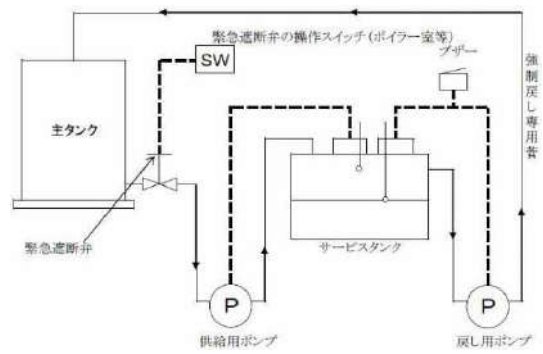 緊急遮断弁の操作スイッチ(ボイラー室等)
SW
ブザー
強制戻し専用管
主タンク
緊急遮断弁
サービスタンク
P
供給用ポンプ
P
戻し用ポンプ